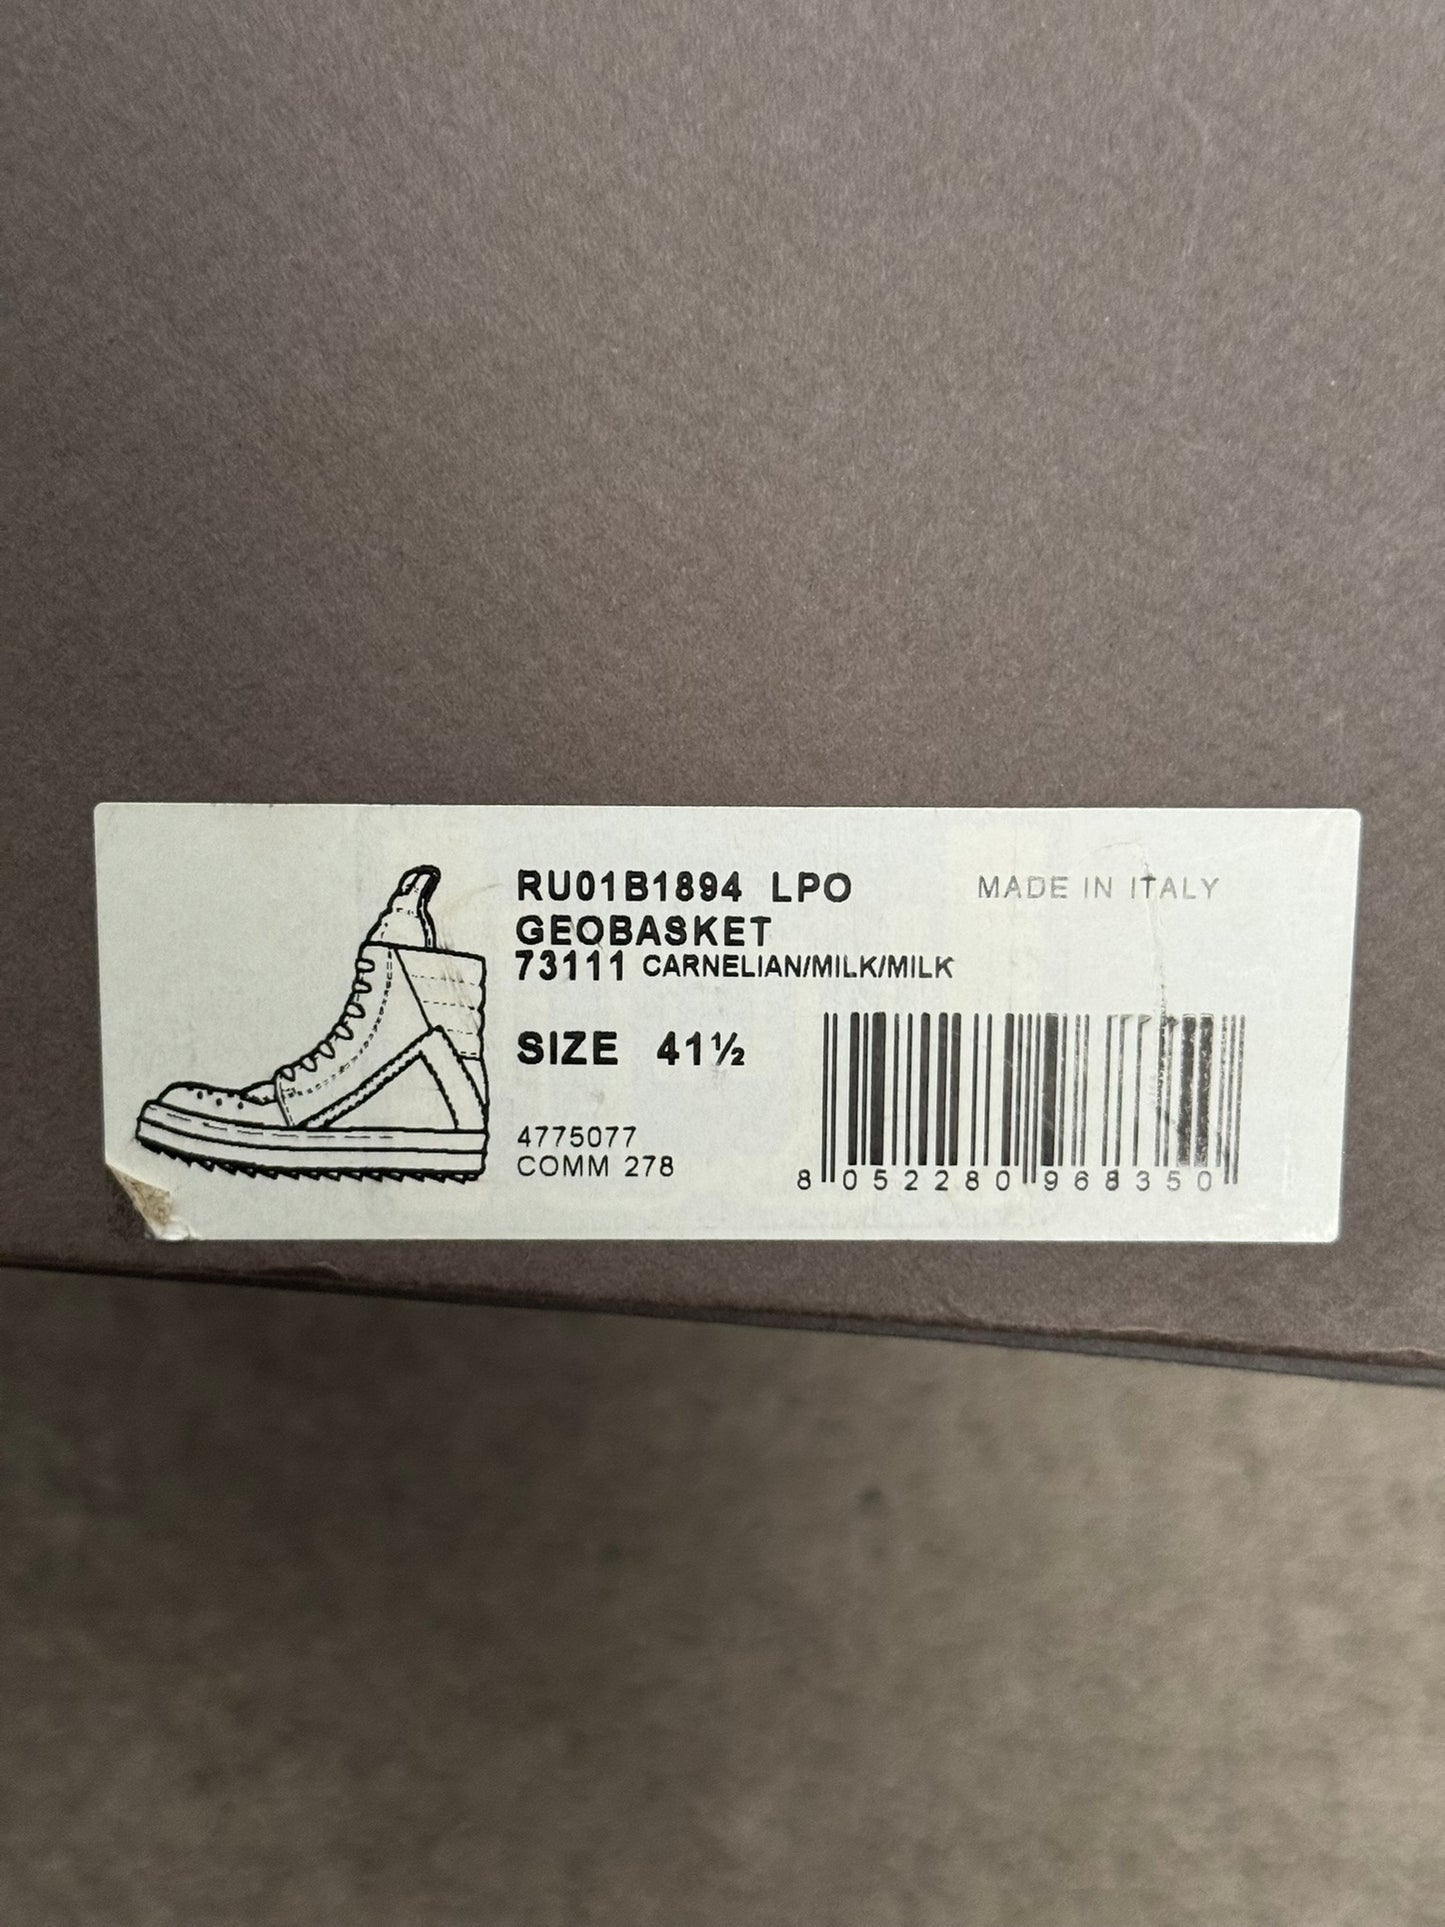 RU01B1894 LPO
MADE IN ITALY
GEOBASKET
73111 CARNELIAN/MILK/MILK
SIZE 41½
4775077
COMM 278
8 052280 968350